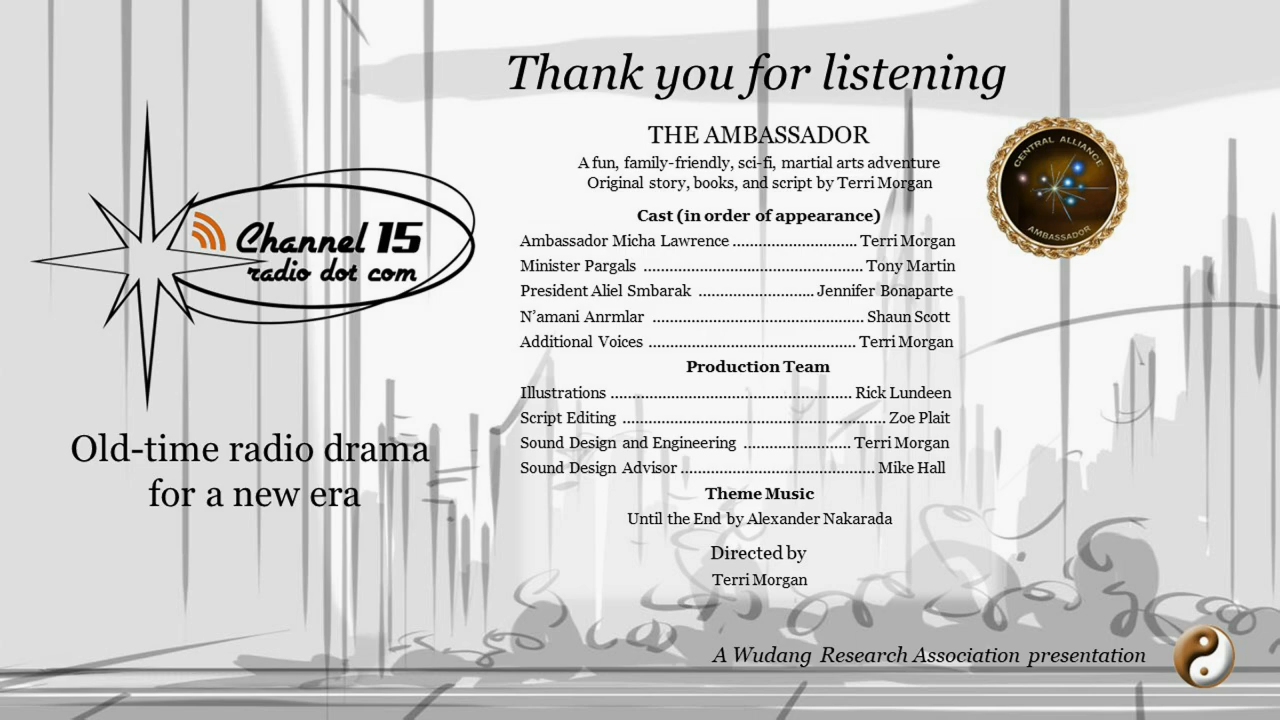 Thank you for listening
THE AMBASSADOR
A fun, family-friendly, sci-fi, martial arts adventure
Original story, books, and script by Terri Morgan
Cast (in order of appearance)
Ambassador Micha Lawrence ............................. Terri Morgan
Minister Pargals ................................................... Tony Martin
President Aliel Smbarak ........................... Jennifer Bonaparte
N'amani Anrmlar ................................................. Shaun Scott
Additional Voices ................................................ Terri Morgan
Production Team
Illustrations ........................................................ Rick Lundeen
Script Editing ............................................................. Zoe Plait
Sound Design and Engineering ......................... Terri Morgan
Sound Design Advisor ............................................. Mike Hall
Theme Music
Until the End by Alexander Nakarada
Directed by
Terri Morgan
A Wudang Research Association presentation
Channel 15
radio dot com
Old-time radio drama
for a new era
CENTRAL ALLIANCE
AMBASSADOR